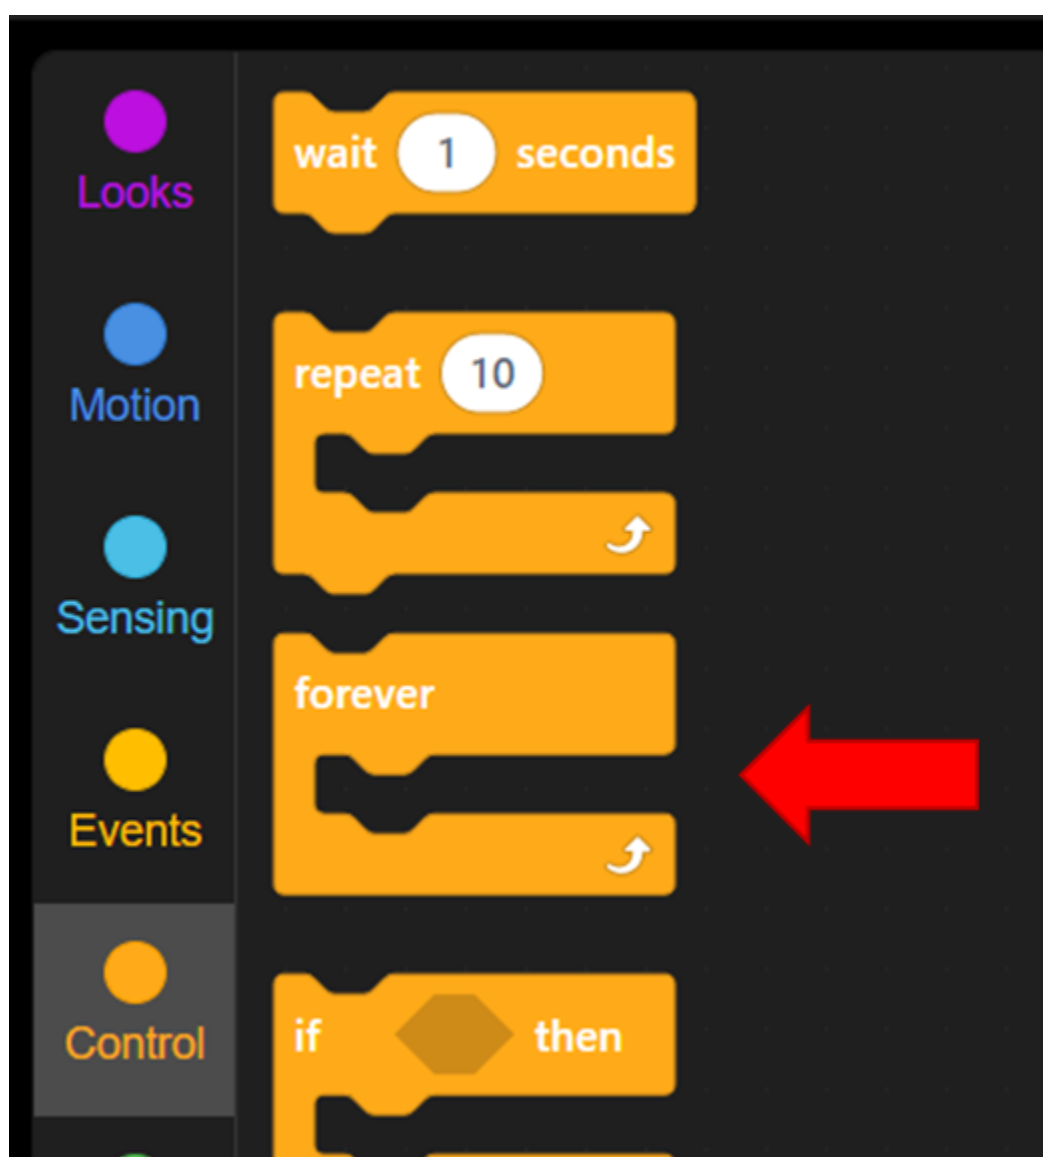 Looks
Motion
Sensing
Events
Control
wait 1 seconds
repeat 10
forever
if then